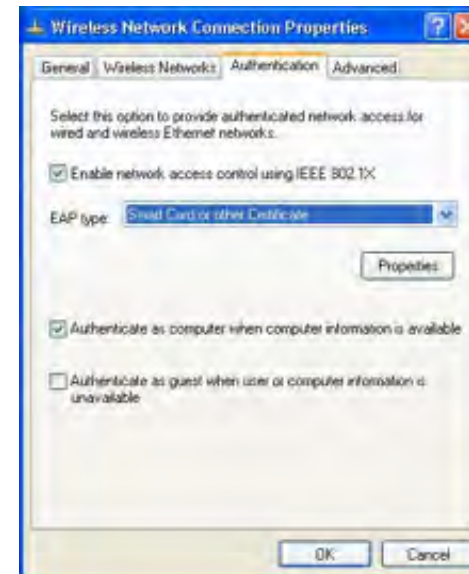 Wireless Network Connection Properties
General Wireless Networks Authentication Advanced
Select this option to provide authenticated network access for
wired and wireless Ethernet networks.
Enable network access control using IEEE 802.1X
EAP type: Smart Card or other Certificate
Properties
Authenticate as computer when computer information is available
Authenticate as guest when user or computer information is
unavailable
OK Cancel